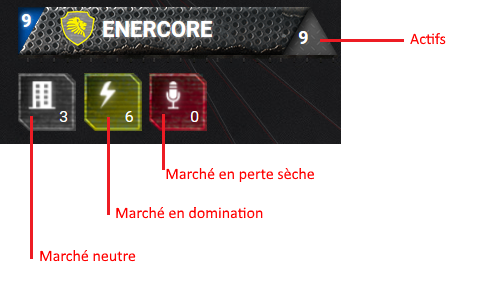 9 ENERCORE 9
Actifs
3 6 0
Marché en perte sèche
Marché en domination
Marché neutre